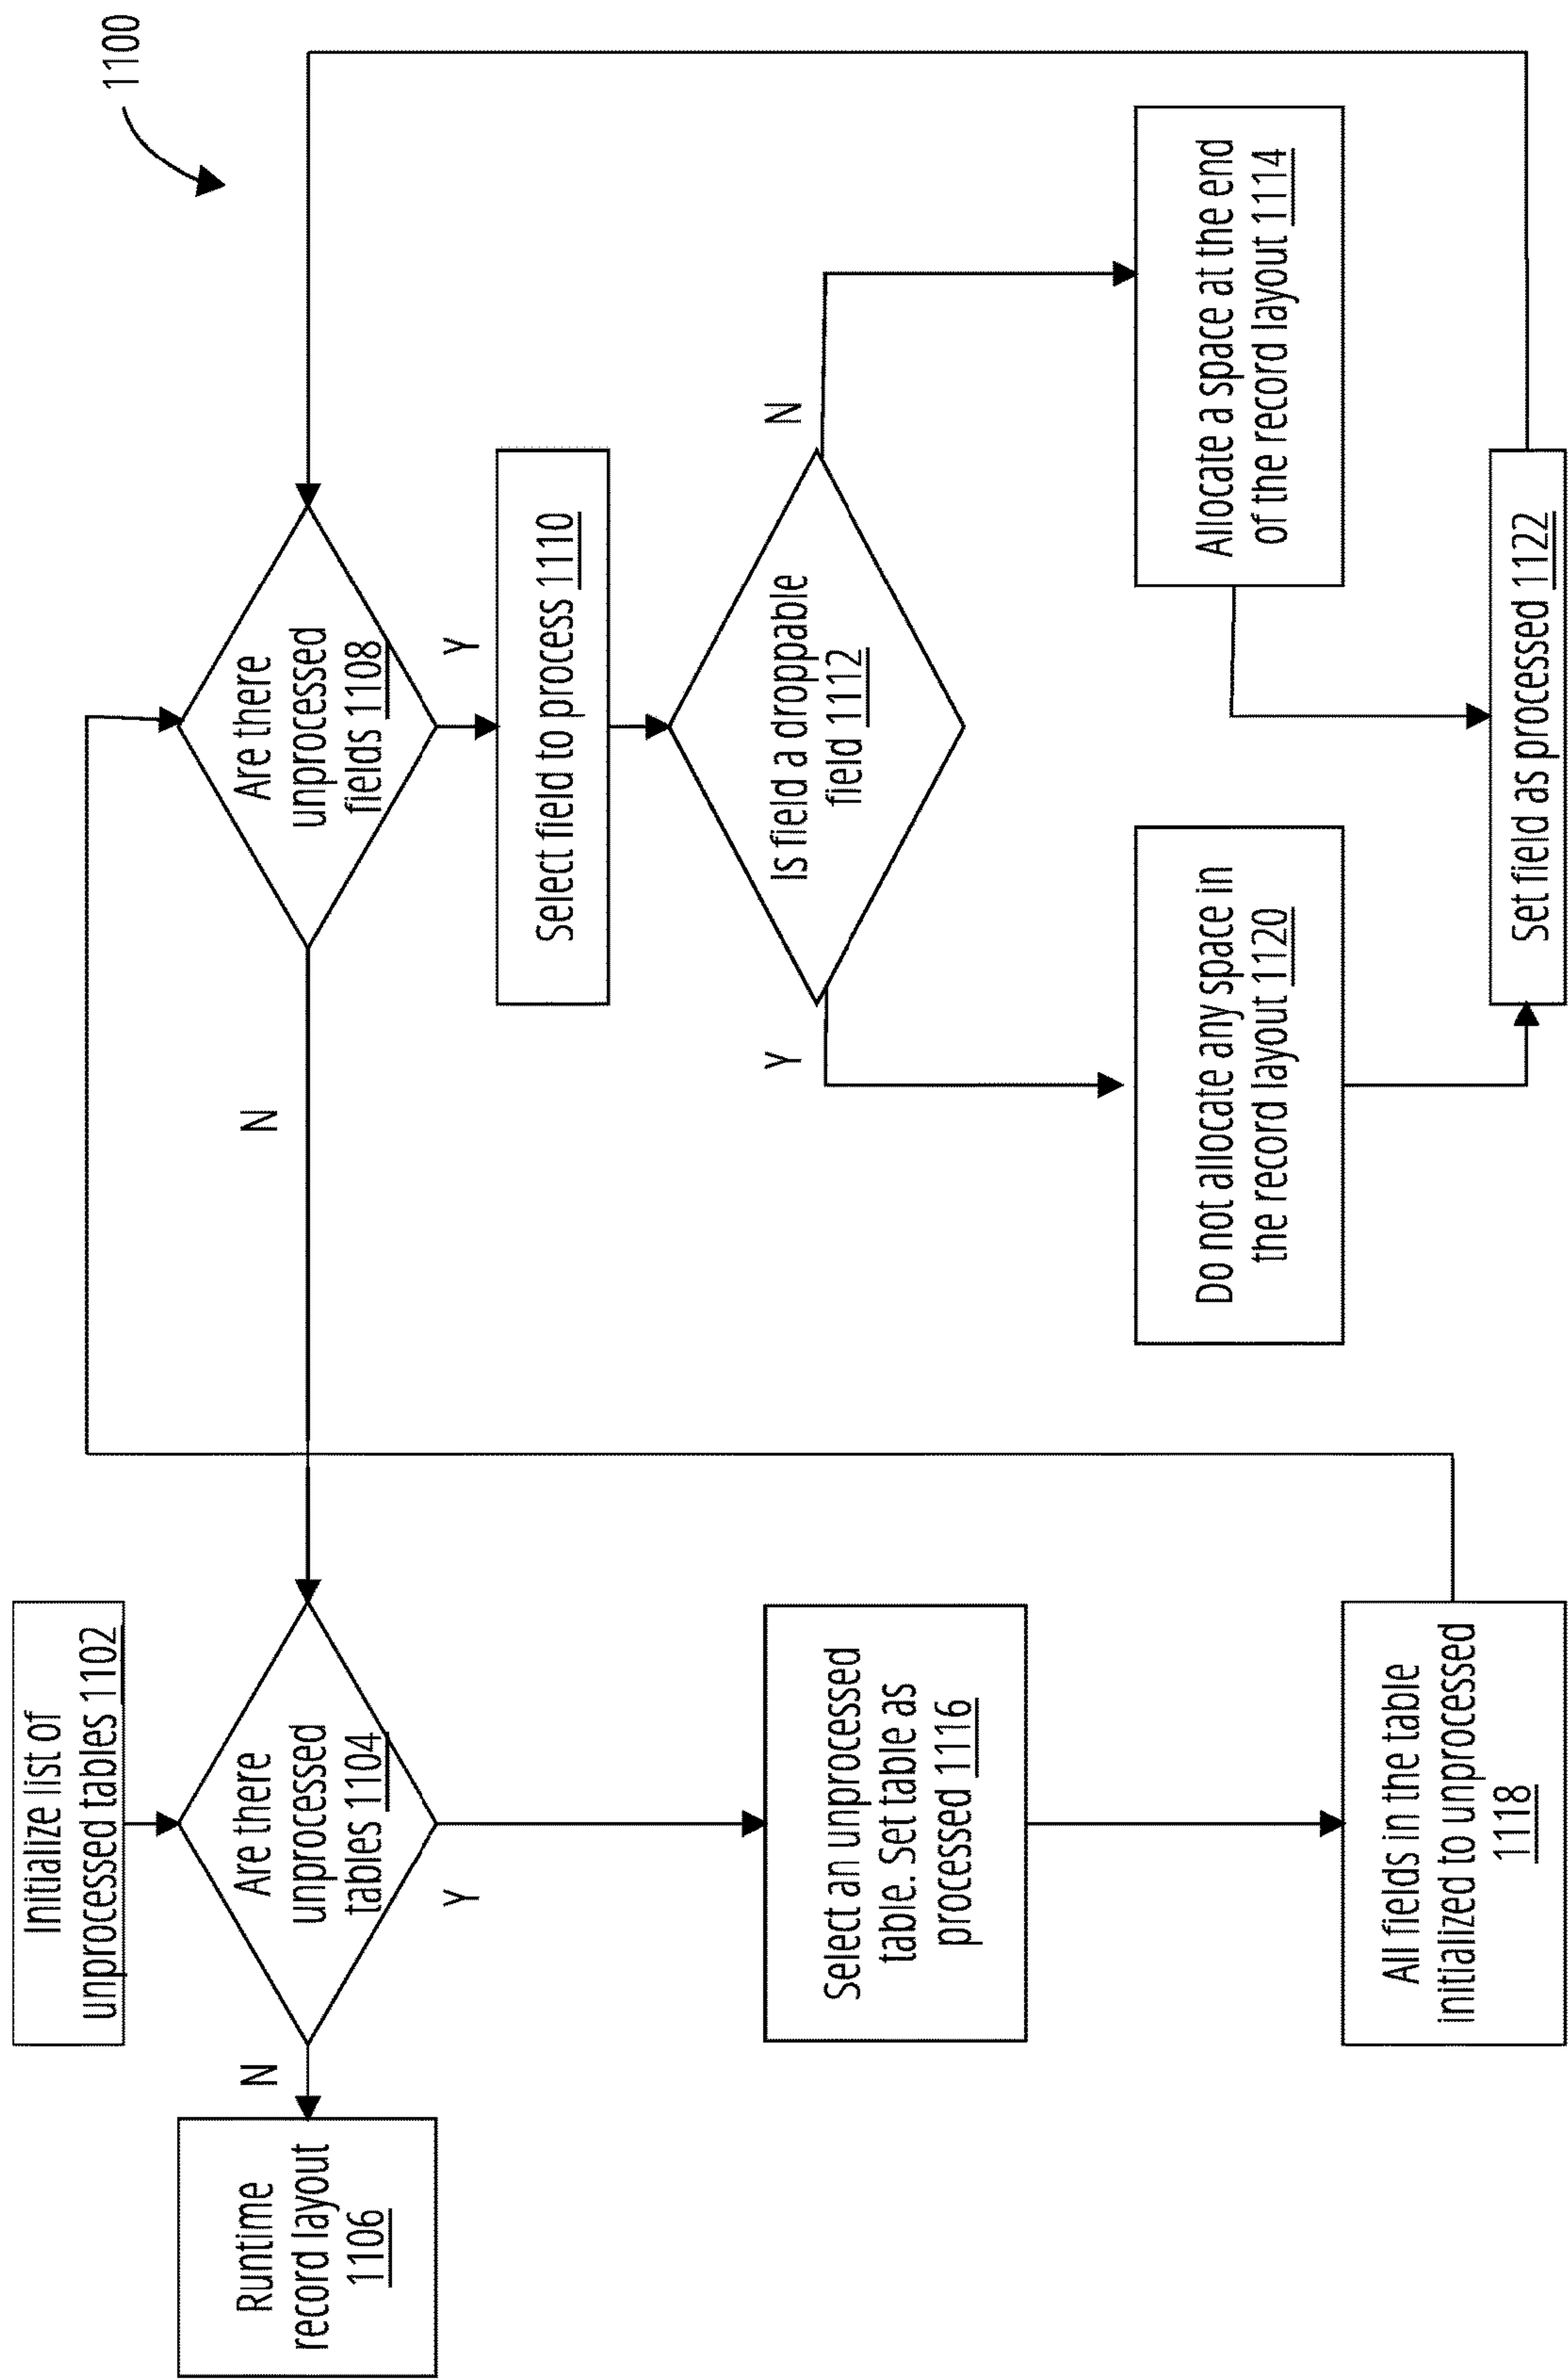 1100
Initialize list of
unprocessed tables 1102
Are there
unprocessed
tables 1104
N
Y
Runtime
record layout
1106
Select an unprocessed
table. Set table as
processed 1116
All fields in the table
initialized to unprocessed
1118
Are there
unprocessed
fields 1108
N
Y
Select field to process 1110
Is field a droppable
field 1112
Y
N
Do not allocate any space in
the record layout 1120
Allocate a space at the end
of the record layout 1114
Set field as processed 1122